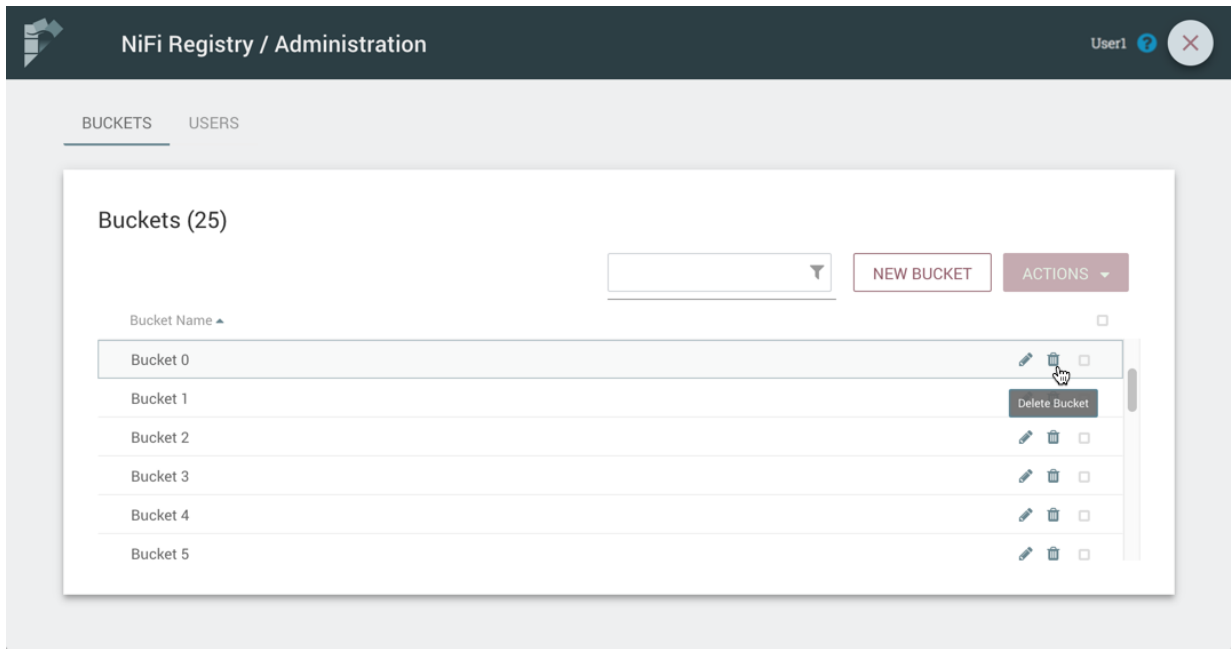 NiFi Registry / Administration
User1 ?
BUCKETS USERS
Buckets (25)
NEW BUCKET ACTIONS
Bucket Name
Bucket 0
Bucket 1
Delete Bucket
Bucket 2
Bucket 3
Bucket 4
Bucket 5